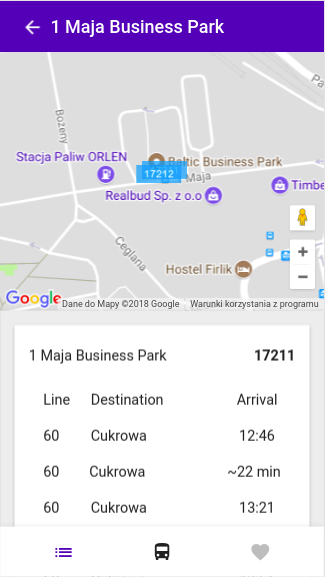 1 Maja Business Park
Pa
Bożeny
Stacja Paliw ORLEN
Baltic Business Park
17212
Maja
Timbe
Realbud Sp. z o.o
Ceglana
Hostel Firlik
Google
Dane do Mapy ©2018 Google
Warunki korzystania z programu
1 Maja Business Park 17211
Line Destination Arrival
60 Cukrowa 12:46
60 Cukrowa ~22 min
60 Cukrowa 13:21